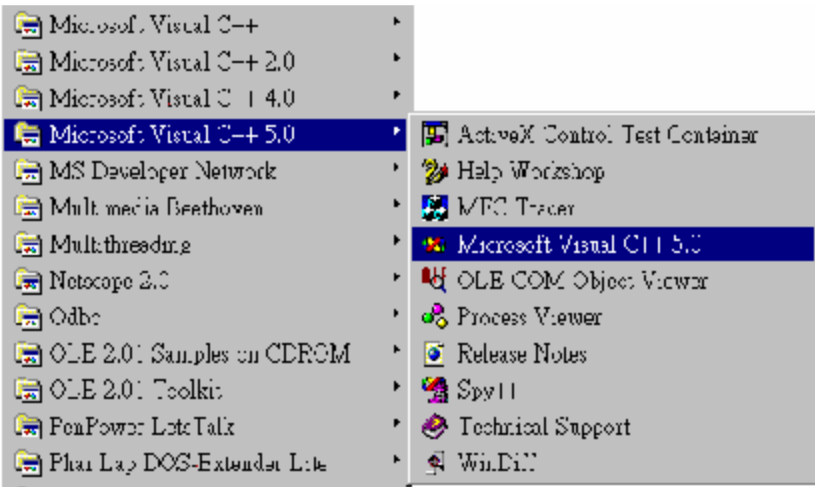 Microsoft Visual C++
Microsoft Visual C++ 2.0
Microsoft Visual C++ 4.0
Microsoft Visual C++ 5.0
MS Developer Network
Multimedia Beethoven
Multithreading
Netscape 2.0
Odbc
OLE 2.01 Samples on CDROM
OLE 2.01 Toolkit
PenPower LetsTalk
Phar Lap DOS-Extender Lite
ActiveX Control Test Container
Help Workshop
MFC Tracer
Microsoft Visual C++ 5.0
OLE COM Object Viewer
Process Viewer
Release Notes
Spy++
Technical Support
WinDiff